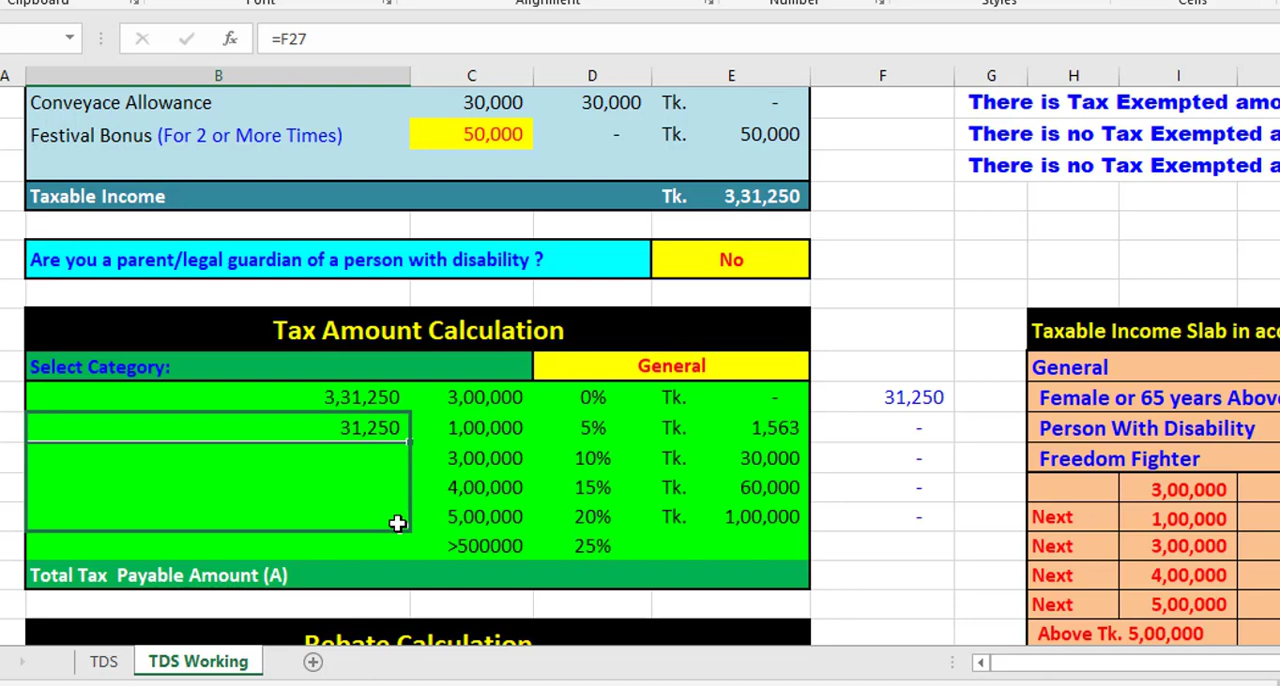 Clipboard Font Alignment Number Styles Cells
fx =F27
A B C D E F G H I
Conveyace Allowance 30,000 30,000 Tk. - There is Tax Exempted amo
Festival Bonus (For 2 or More Times) 50,000 - Tk. 50,000 There is no Tax Exempted a
There is no Tax Exempted a
Taxable Income Tk. 3,31,250
Are you a parent/legal guardian of a person with disability ? No
Tax Amount Calculation Taxable Income Slab in acc
Select Category: General General
3,31,250 3,00,000 0% Tk. - 31,250 Female or 65 years Above
31,250 1,00,000 5% Tk. 1,563 - Person With Disability
3,00,000 10% Tk. 30,000 - Freedom Fighter
4,00,000 15% Tk. 60,000 - 3,00,000
5,00,000 20% Tk. 1,00,000 - Next 1,00,000
>500000 25% Next 3,00,000
Total Tax Payable Amount (A) Next 4,00,000
Next 5,00,000
Rebate Calculation Above Tk. 5,00,000
TDS TDS Working